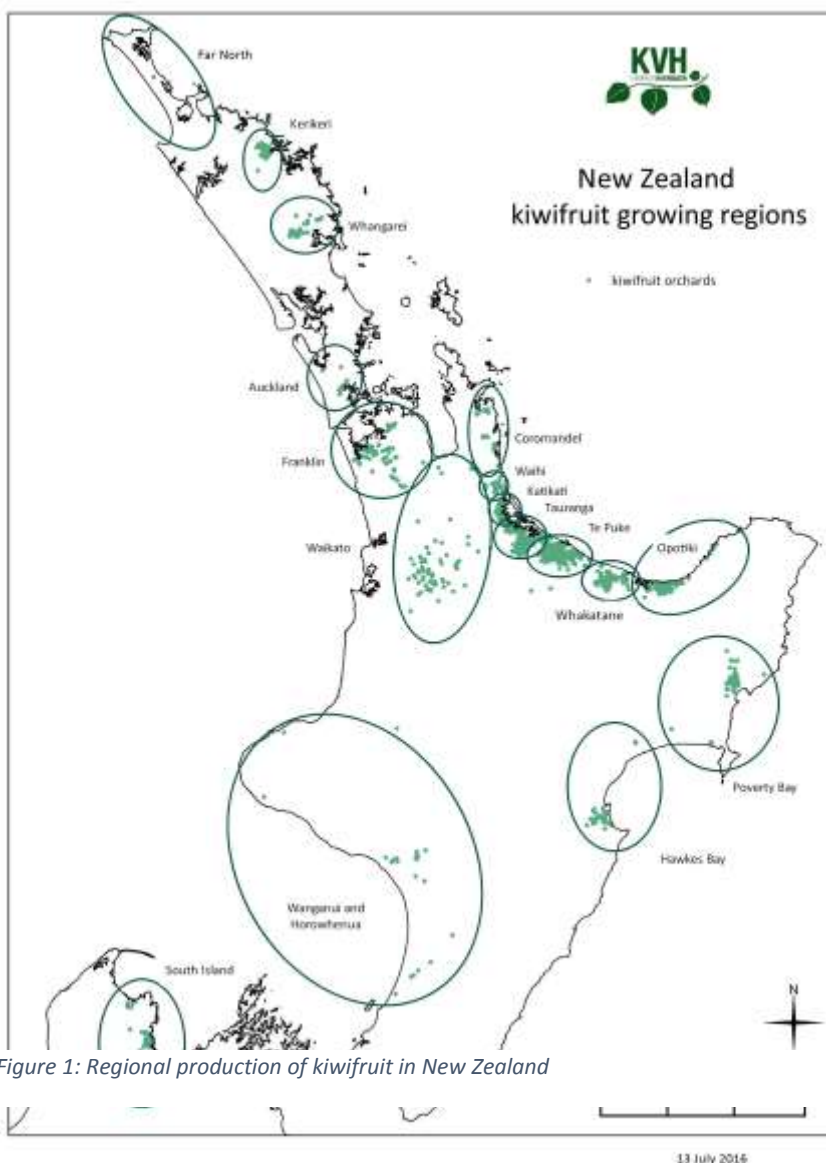 Far North
KVH
Kerikeri
New Zealand
kiwifruit growing regions
Whangarei
kiwifruit orchards
Auckland
Coromandel
Franklin
Waihi
Katikati
Tauranga
Te Puke
Waikato
Opotiki
Whakatane
Poverty Bay
Hawkes Bay
Wanganui and
Horowhenua
South Island
N
Figure 1: Regional production of kiwifruit in New Zealand
13 July 2016